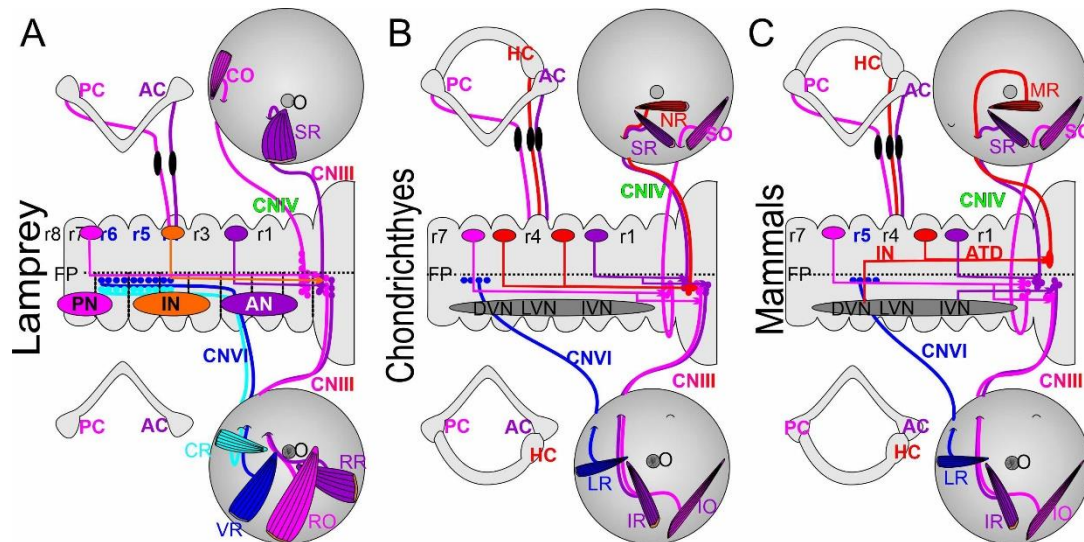 A
Lamprey
PC
AC
CO
O
SR
CNIII
CNIV
r8 r7 r6 r5 r3 r1
FP
PN IN AN
CNVI
CNIII
PC AC
CR
O
RR
VR RO
B
Chondrichthyes
HC
PC
AC
NR
SR
SO
CNIV
r7 r4 r1
FP
DVN LVN IVN
CNVI
CNIII
PC AC
HC
O
LR
IR
IO
C
Mammals
HC
PC
AC
MR
SR
SO
CNIV
r7 r5 r4 r1
IN ATD
FP
DVN LVN IVN
CNVI
CNIII
PC AC
HC
O
LR
IR
IO